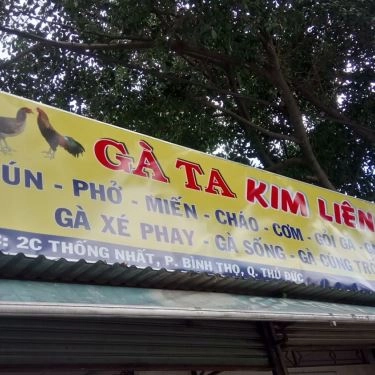 GÀ TA KIM LIÊN
ÚN - PHỞ - MIẾN - CHÁO - CƠM - GỎI GÀ -
GÀ XÉ PHAY - GÀ SỐNG - GÀ CÚNG
: 2C THỐNG NHẤT, P. BÌNH THỌ, Q. THỦ ĐỨC